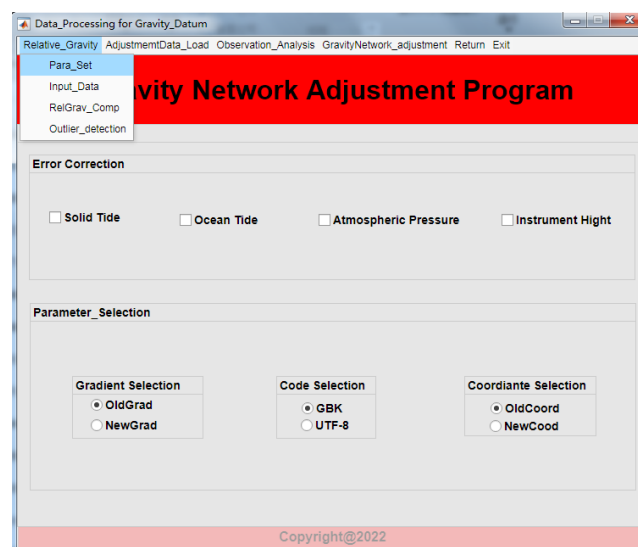 Data_Processing for Gravity_Datum
Relative_Gravity AdjustmemtData_Load Observation_Analysis GravityNetwork_adjustment Return Exit
Para_Set
Input_Data
RelGrav_Comp
Outlier_detection
vity Network Adjustment Program
Error Correction
Solid Tide Ocean Tide Atmospheric Pressure Instrument Hight
Parameter_Selection
Gradient Selection Code Selection Coordiante Selection
OldGrad GBK OldCoord
NewGrad UTF-8 NewCood
Copyright@2022